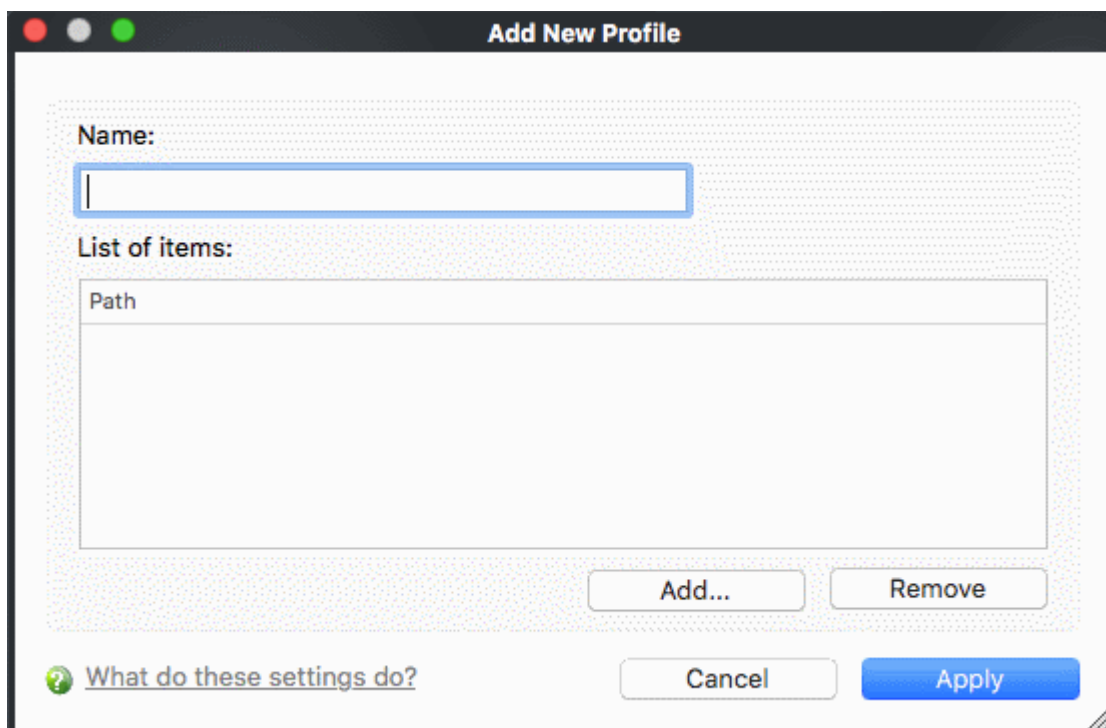 Add New Profile
Name:
List of items:
Path
Add...
Remove
What do these settings do?
Cancel
Apply